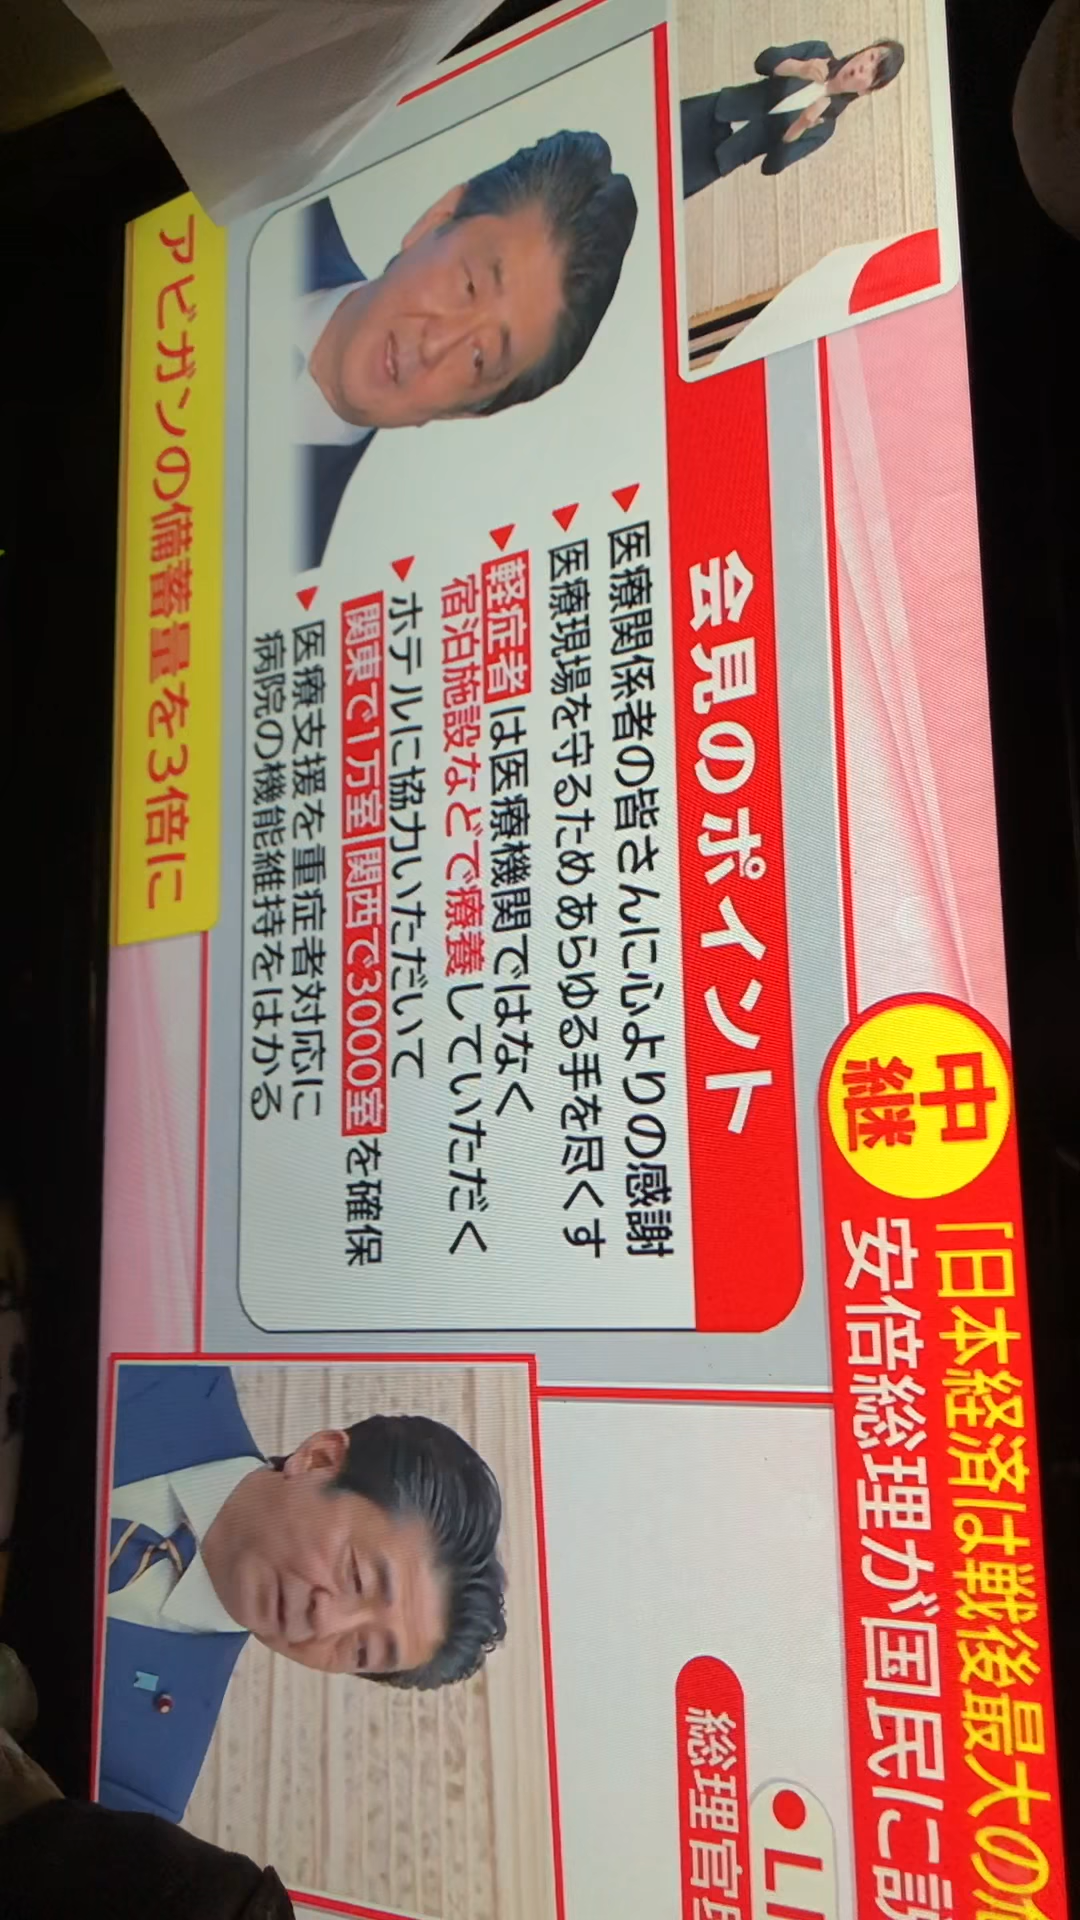 中継
「日本経済は戦後最大の
安倍総理が国民に
LI
総理官
会見のポイント
▶医療関係者の皆さんに心よりの感謝
▶医療現場を守るためあらゆる手を尽くす
▶軽症者は医療機関ではなく
宿泊施設などで療養していただく
▶ホテルに協力いただいて
関東で1万室 関西で3000室を確保
▶医療支援を重症者対応に
病院の機能維持をはかる
アビガンの備蓄量を3倍に